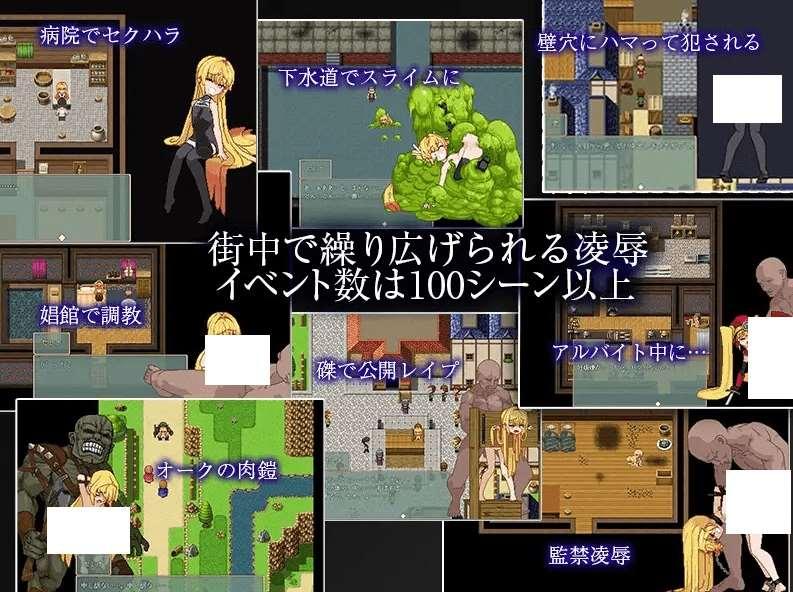 病院でセクハラ
下水道でスライムに
壁穴にハマって犯される
街中で繰り広げられる凌辱
イベント数は100シーン以上
娼館で調教
磔で公開レイプ
アルバイト中に…
オークの肉鎧
監禁凌辱